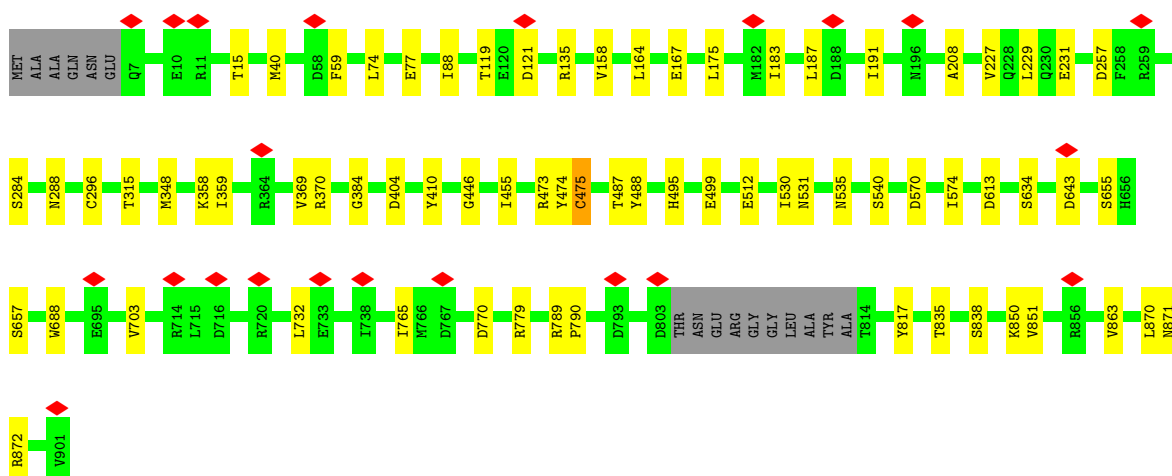 MET ALA ALA GLN ASN GLU Q7 E10 R11 T15 M40 D58 F59 L74 E77 I88 T119 E120 D121 R135 V158 L164 E167 L175 M182 I183 L187 D188 I191 N196 A208 V227 Q228 L229 Q230 E231 D257 F258 R259
S284 N288 C296 T315 M348 K358 I359 R364 V369 R370 G384 D404 Y410 G446 I455 R473 Y474 C475 T487 Y488 H495 E499 E512 I530 N531 N535 S540 D570 I574 D613 S634 D643 S655 H656
S657 W688 E695 V703 R714 L715 D716 R720 L732 E733 I738 I765 M766 D767 D770 R779 R789 P790 D793 D803 THR ASN GLU ARG GLY GLY LEU ALA TYR ALA T814 Y817 T835 S838 K850 V851 R856 V863 L870 N871
R872 V901